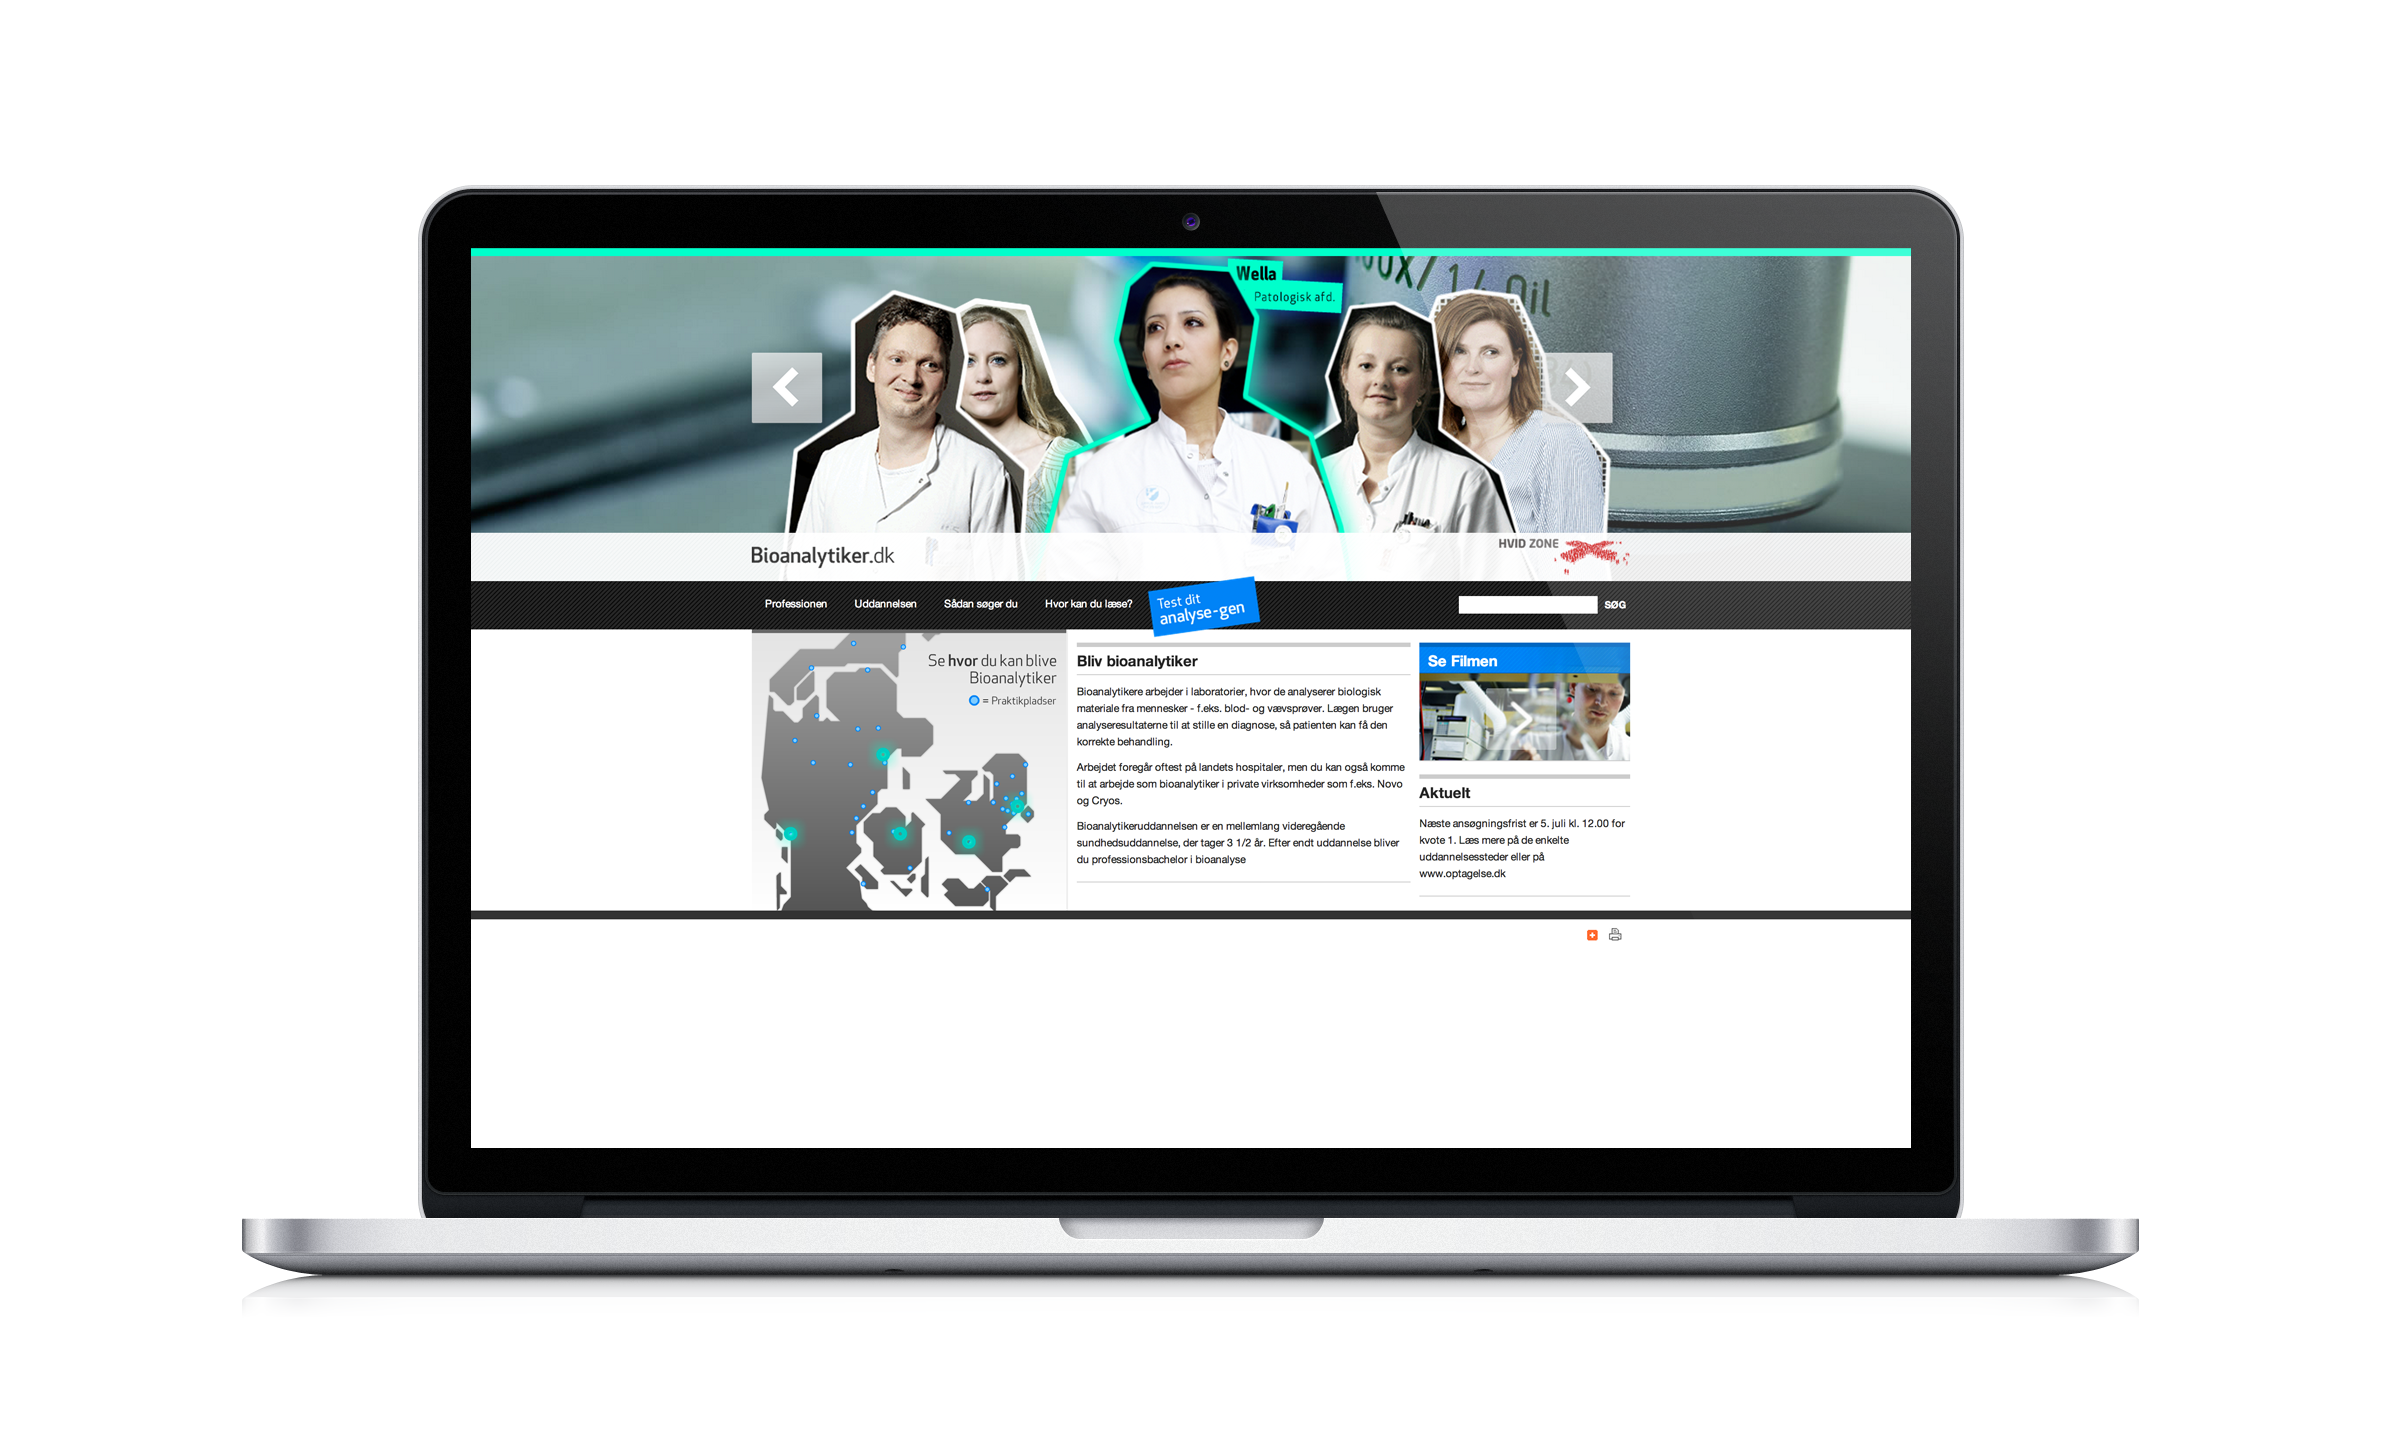 Wella
Patologisk afd.
Bioanalytiker.dk
HVID ZONE
Professionen
Uddannelsen
Sådan søger du
Hvor kan du læse?
Test dit
analyse-gen
SØG
Se hvor du kan blive
Bioanalytiker
= Praktikpladser
Bliv bioanalytiker
Bioanalytikere arbejder i laboratorier, hvor de analyserer biologisk
materiale fra mennesker - f.eks. blod- og vævsprøver. Lægen bruger
analyseresultaterne til at stille en diagnose, så patienten kan få den
korrekte behandling.
Arbejdet foregår oftest på landets hospitaler, men du kan også komme
til at arbejde som bioanalytiker i private virksomheder som f.eks. Novo
og Cryos.
Bioanalytikeruddannelsen er en mellemlang videregående
sundhedsuddannelse, der tager 3 1/2 år. Efter endt uddannelse bliver
du professionsbachelor i bioanalyse
Se Filmen
Aktuelt
Næste ansøgningsfrist er 5. juli kl. 12.00 for
kvote 1. Læs mere på de enkelte
uddannelsessteder eller på
www.optagelse.dk